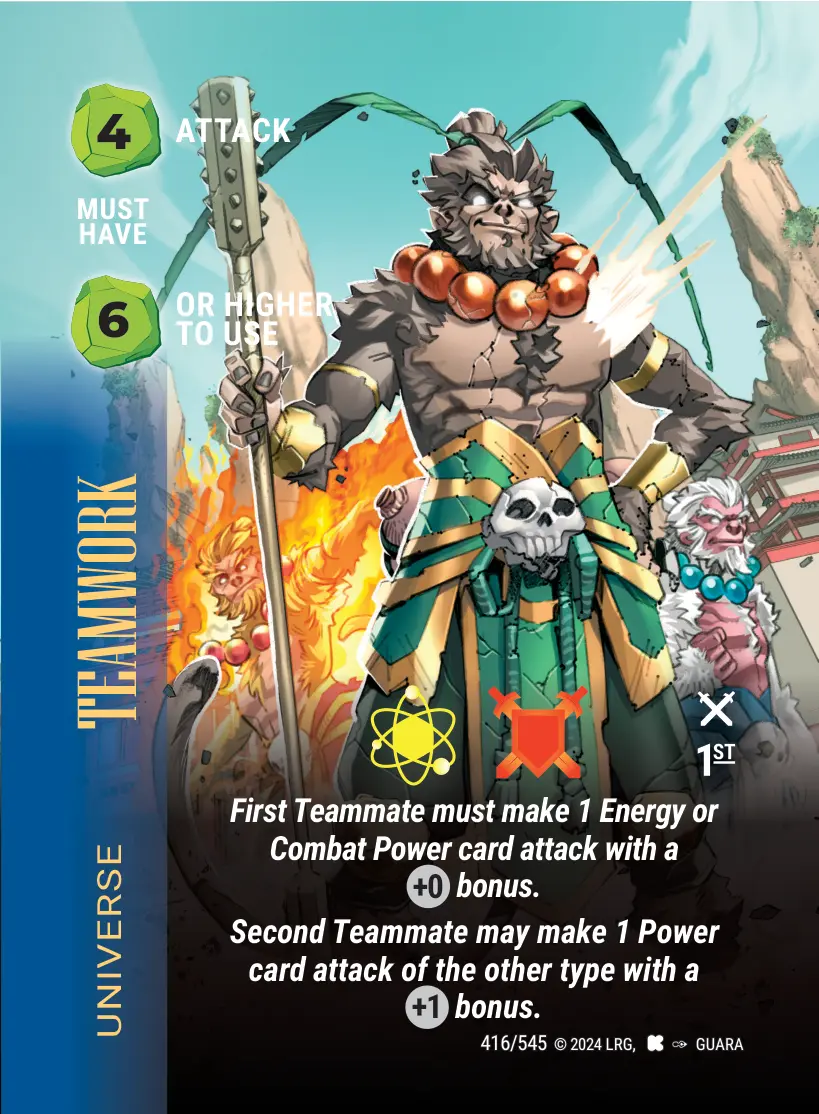 4 ATTACK
MUST
HAVE
6 OR HIGHER
TO USE
TEAMWORK
UNIVERSE
1ST
First Teammate must make 1 Energy or
Combat Power card attack with a
+0 bonus.
Second Teammate may make 1 Power
card attack of the other type with a
+1 bonus.
416/545 © 2024 LRG, GUARA